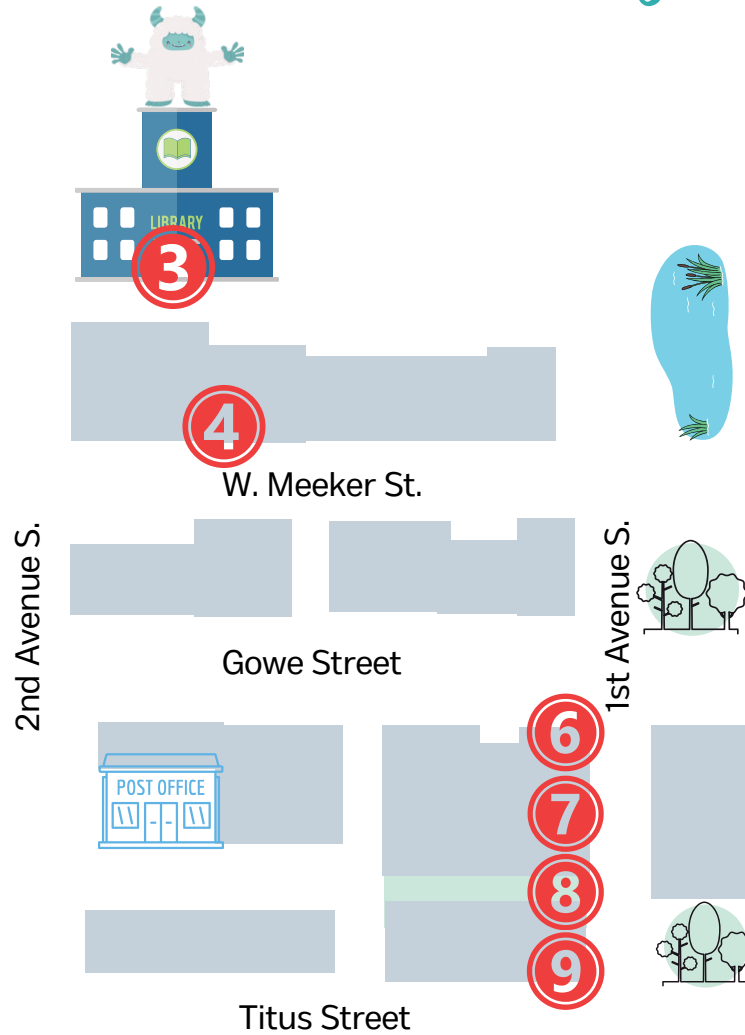 LIBRARY
3
4
W. Meeker St.
2nd Avenue S.
1st Avenue S.
Gowe Street
6
POST OFFICE
7
8
9
Titus Street